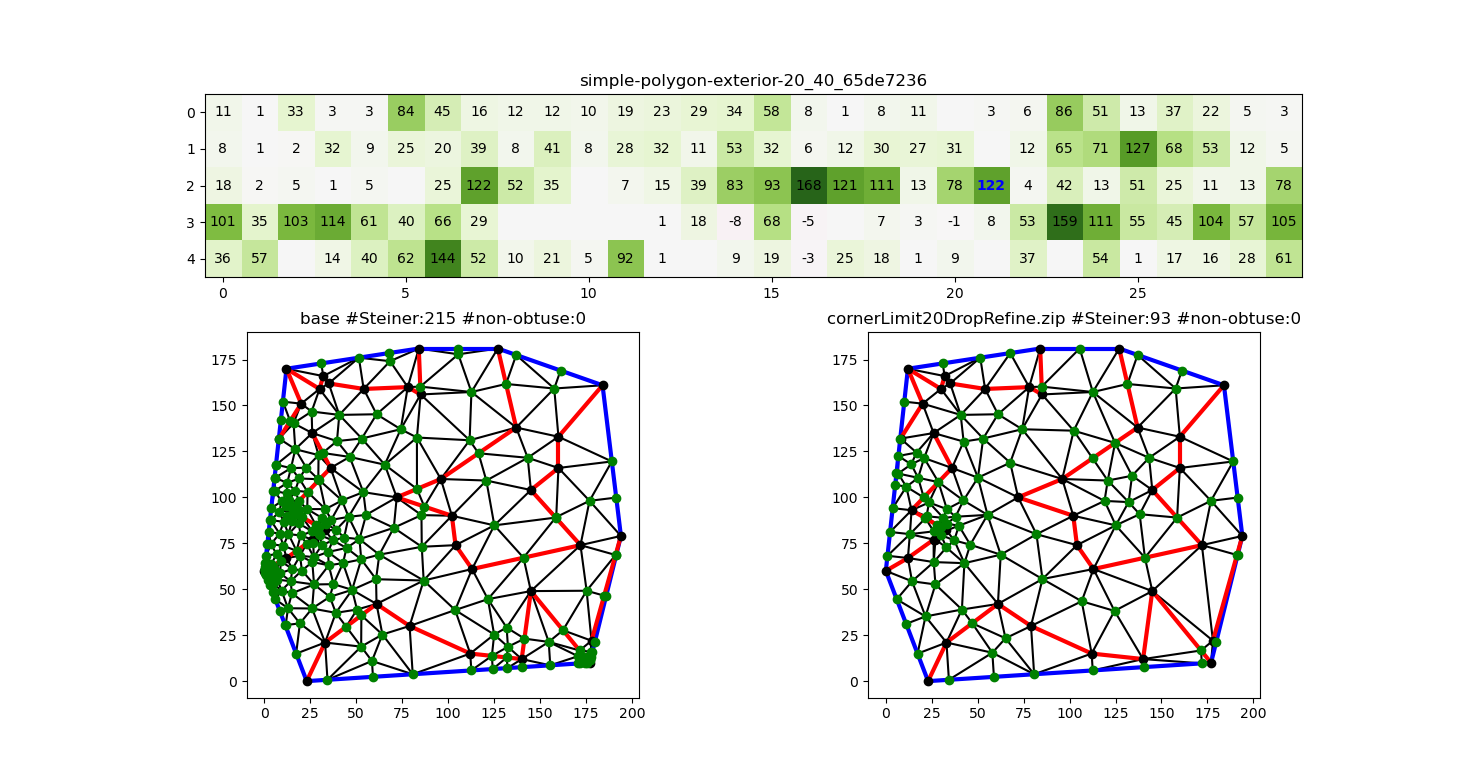 simple-polygon-exterior-20_40_65de7236
0 11 1 33 3 3 84 45 16 12 12 10 19 23 29 34 58 8 1 8 11 3 6 86 51 13 37 22 5 3
1 8 1 2 32 9 25 20 39 8 41 8 28 32 11 53 32 6 12 30 27 31 12 65 71 127 68 53 12 5
2 18 2 5 1 5 25 122 52 35 7 15 39 83 93 168 121 111 13 78 122 4 42 13 51 25 11 13 78
3 101 35 103 114 61 40 66 29 1 18 -8 68 -5 7 3 -1 8 53 159 111 55 45 104 57 105
4 36 57 14 40 62 144 52 10 21 5 92 1 9 19 -3 25 18 1 9 37 54 1 17 16 28 61
0 5 10 15 20 25
base #Steiner:215 #non-obtuse:0
175
150
125
100
75
50
25
0
0 25 50 75 100 125 150 175 200
cornerLimit20DropRefine.zip #Steiner:93 #non-obtuse:0
175
150
125
100
75
50
25
0
0 25 50 75 100 125 150 175 200